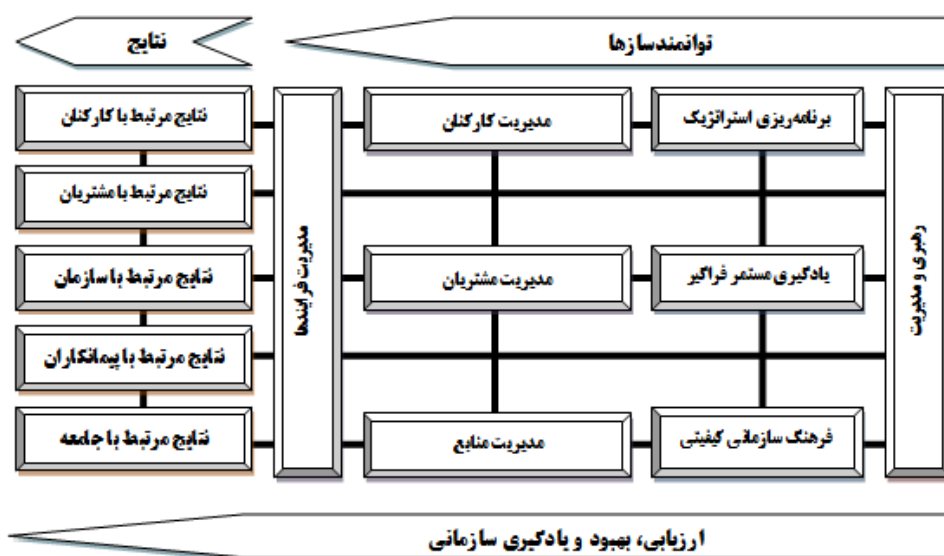 توانمندسازها
نتایج
رهبری و مدیریت
برنامه‌ریزی استراتژیک
مدیریت کارکنان
مدیریت فرایندها
نتایج مرتبط با کارکنان
نتایج مرتبط با مشتریان
یادگیری مستمر فراگیر
مدیریت مشتریان
نتایج مرتبط با سازمان
نتایج مرتبط با پیمانکاران
فرهنگ سازمانی کیفیتی
مدیریت منابع
نتایج مرتبط با جامعه
ارزیابی، بهبود و یادگیری سازمانی